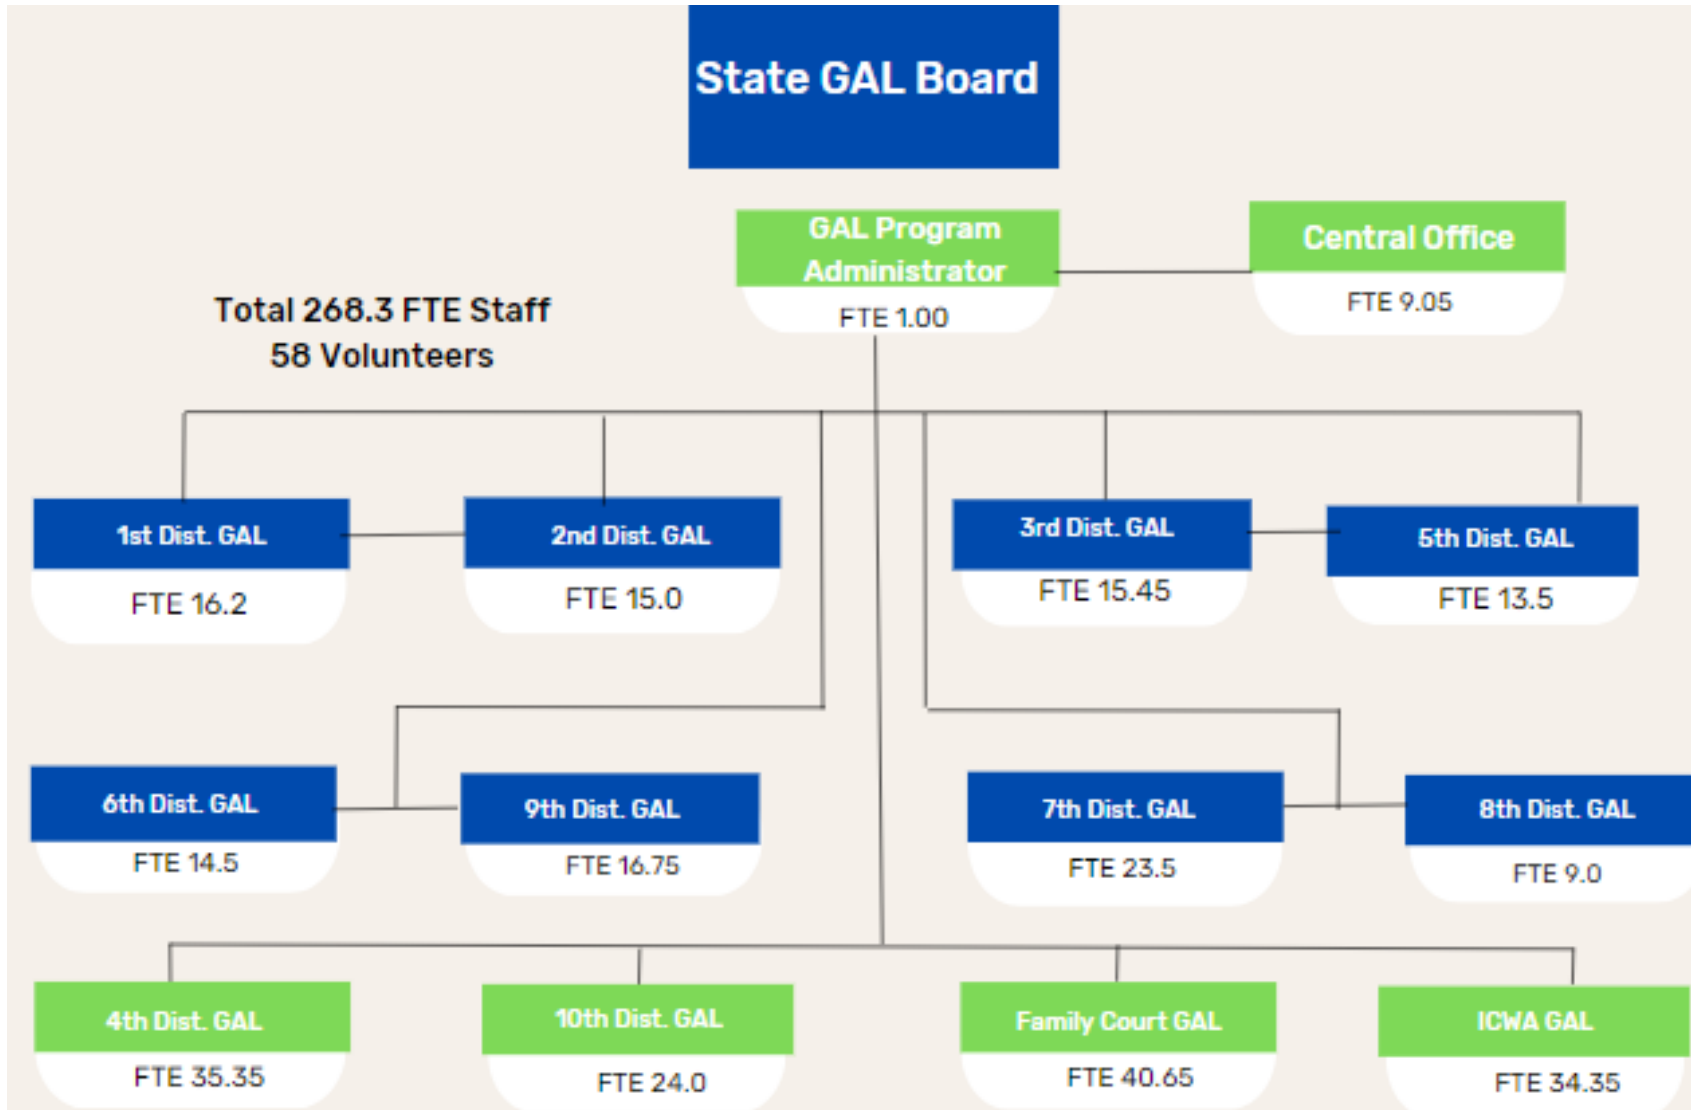 State GAL Board
GAL Program
Administrator
FTE 1.00
Central Office
FTE 9.05
Total 268.3 FTE Staff
58 Volunteers
1st Dist. GAL
FTE 16.2
2nd Dist. GAL
FTE 15.0
3rd Dist. GAL
FTE 15.45
5th Dist. GAL
FTE 13.5
6th Dist. GAL
FTE 14.5
9th Dist. GAL
FTE 16.75
7th Dist. GAL
FTE 23.5
8th Dist. GAL
FTE 9.0
4th Dist. GAL
FTE 35.35
10th Dist. GAL
FTE 24.0
Family Court GAL
FTE 40.65
ICWA GAL
FTE 34.35